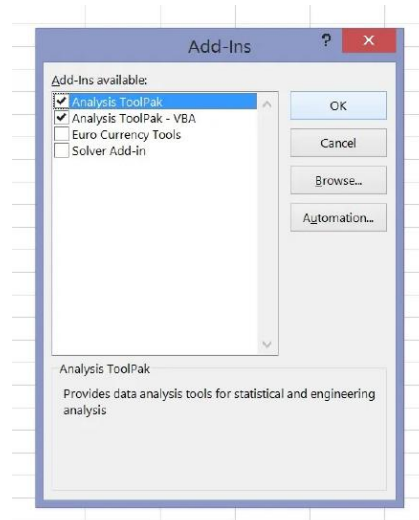 Add-Ins
?
Add-Ins available:
Analysis ToolPak
Analysis ToolPak - VBA
Euro Currency Tools
Solver Add-in
OK
Cancel
Browse...
Automation...
Analysis ToolPak
Provides data analysis tools for statistical and engineering
analysis